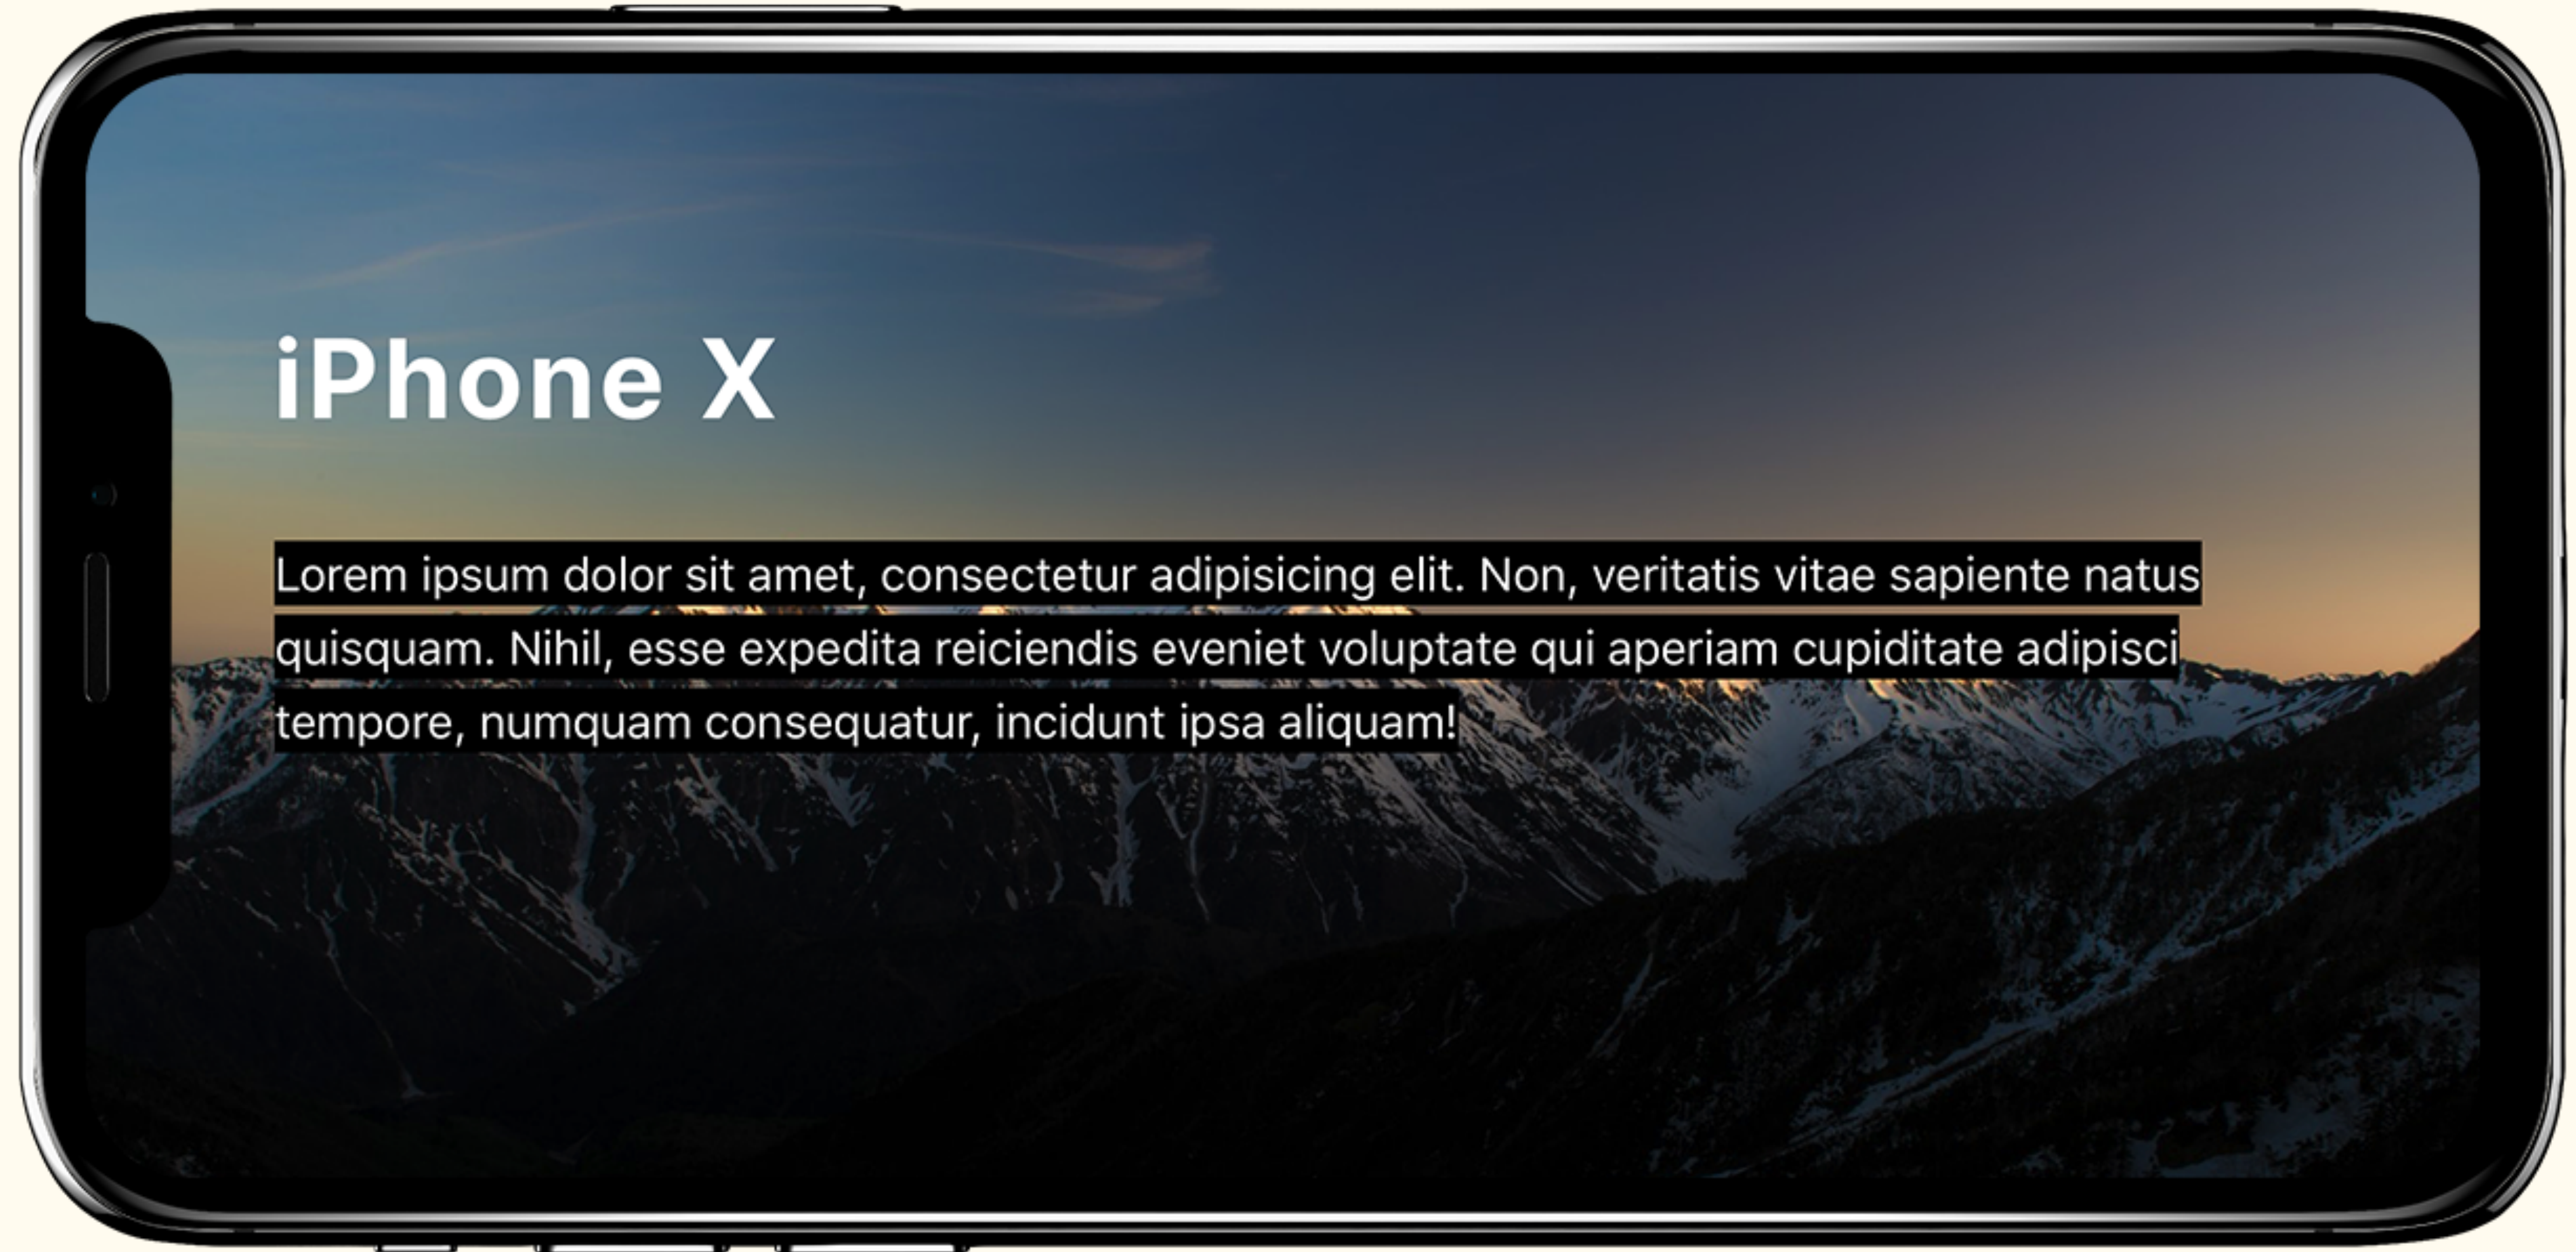 iPhone X
Lorem ipsum dolor sit amet, consectetur adipisicing elit. Non, veritatis vitae sapiente natus
quisquam. Nihil, esse expedita reiciendis eveniet voluptate qui aperiam cupiditate adipisci
tempore, numquam consequatur, incidunt ipsa aliquam!